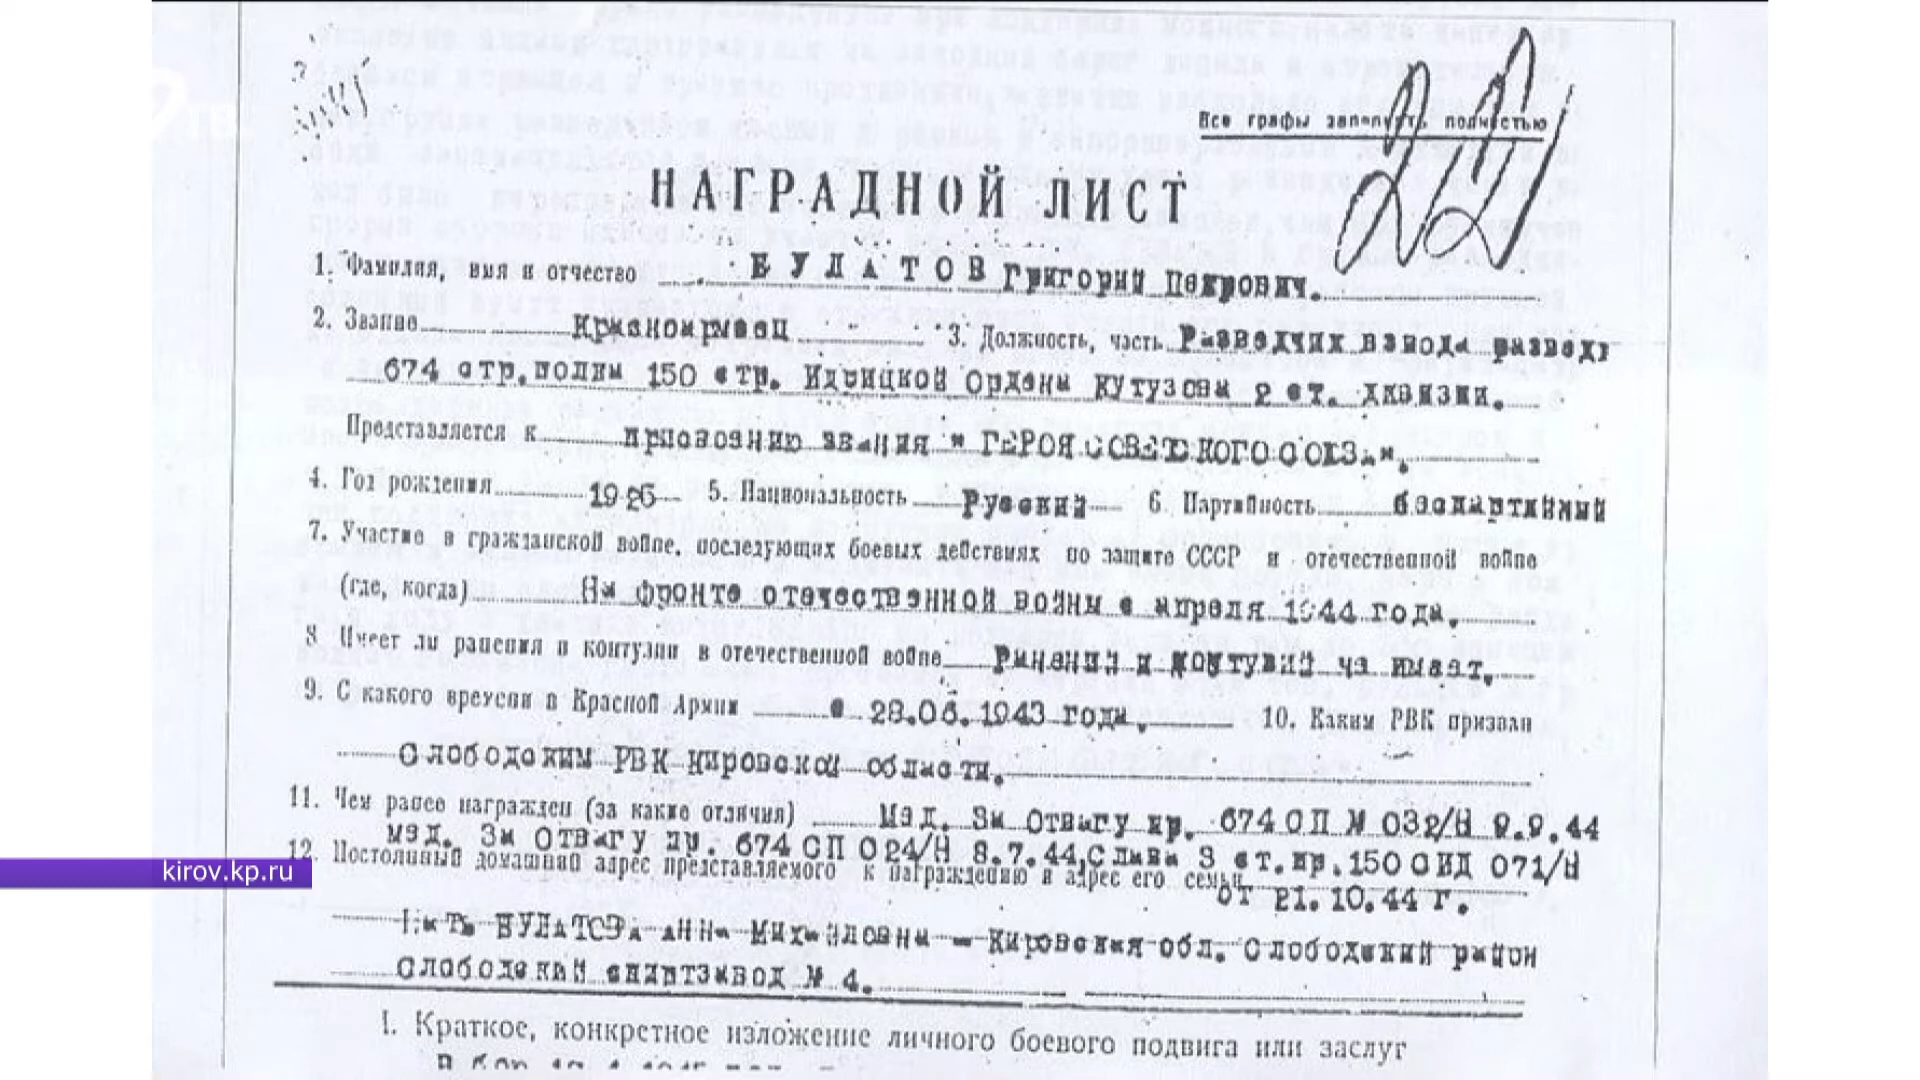 Все графы заполнять полностью
НАГРАДНОЙ ЛИСТ
1. Фамилия, имя и отчество БУЛАТОВ Григорий Петрович.
2. Звание Красноармеец 3. Должность, часть Разведчик взвода развед
674 стр.полка 150 стр. Идрицкой Ордена Кутузова 2 ст. дивизии.
Представляется к присвоению звания " ГЕРОЯ СОВЕТСКОГО СОЮЗА".
4. Год рождения 1925 5. Национальность Русский 6. Партийность беспартийный
7. Участие в гражданской войне, последующих боевых действиях по защите СССР и отечественной войне
(где, когда) На фронте отечественной войны с апреля 1944 года.
8. Имеет ли ранения и контузии в отечественной войне Ранений и контузий не имеет.
9. С какого времени в Красной Армии с 29.06.1943 года. 10. Каким РВК призван
Слободским РВК Кировской области.
11. Чем ранее награжден (за какие отличия) Мед. За Отвагу пр. 674 СП № 032/Н 9.9.44
мед. За Отвагу пр. 674 СП 024/Н 8.7.44,Слава 3 ст.пр.150 СИД 071/Н
12. Постоянный домашний адрес представляемого к награждению и адрес его семьи
от 21.10.44 г.
Мать БУЛАТОВА Анна Михайловна - Кировская обл. Слободский район
Слободской спиртзавод № 4.
I. Краткое, конкретное изложение личного боевого подвига или заслуг
kirov.kp.ru